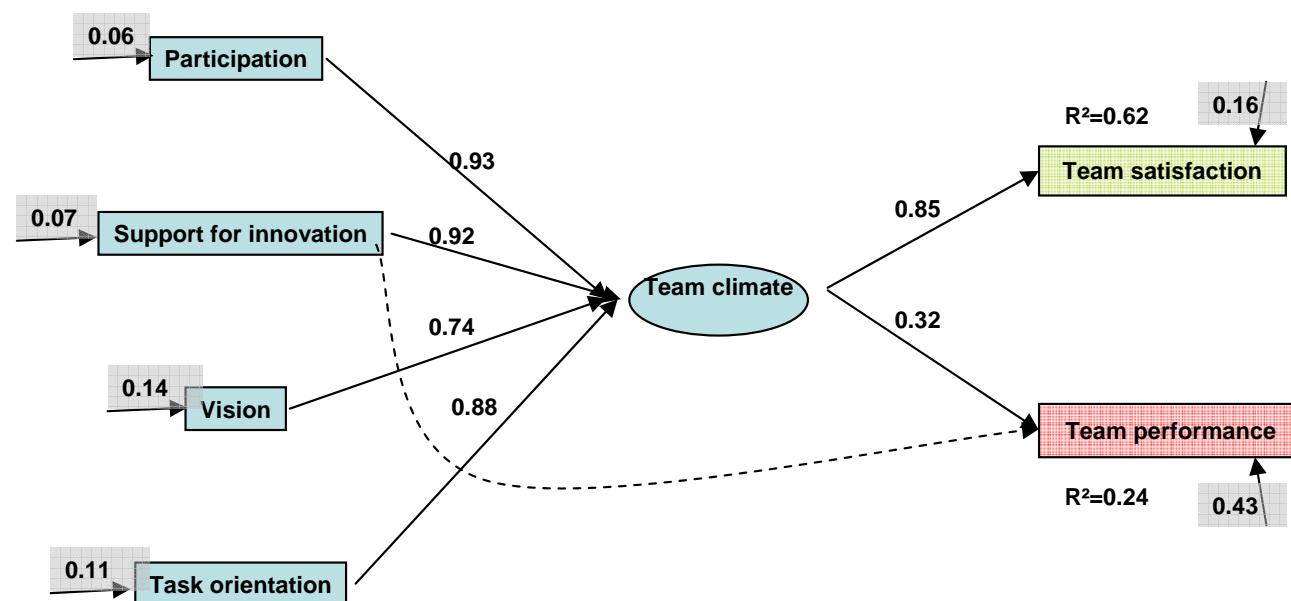 0.06
Participation
0.93
R²=0.62
0.16
Team satisfaction
0.07
Support for innovation
0.92
0.85
Team climate
0.74
0.32
0.14
Vision
0.88
Team performance
R²=0.24
0.43
0.11
Task orientation